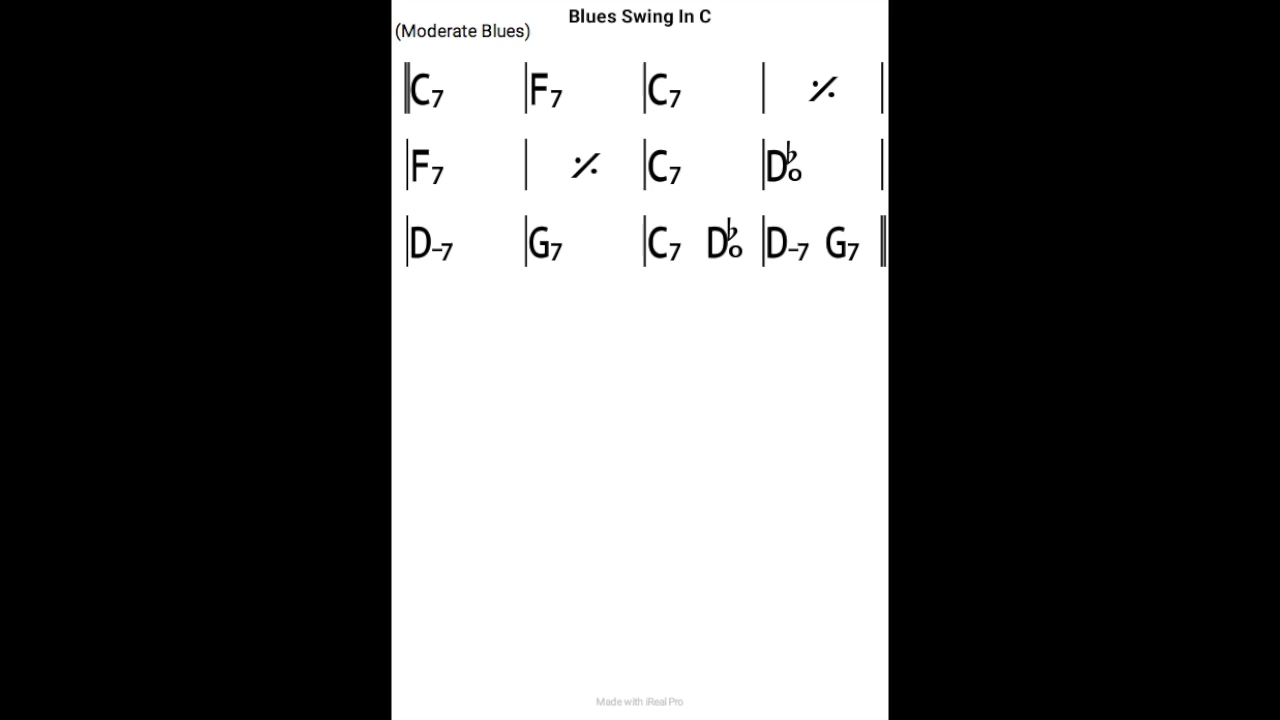 Blues Swing In C
(Moderate Blues)
C7 F7 C7 𝄎
F7 𝄎 C7 D♭o
D-7 G7 C7 D♭o D-7 G7
Made with iReal Pro